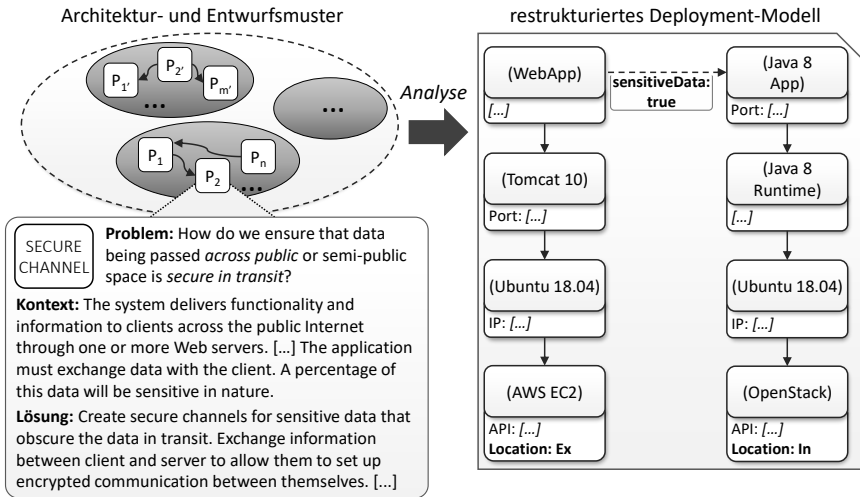 Architektur- und Entwurfsmuster
P1'
P2'
Pm'
...
...
P1
P2
Pn
...
Analyse
SECURE
CHANNEL
Problem: How do we ensure that data
being passed across public or semi-public
space is secure in transit?
Kontext: The system delivers functionality and
information to clients across the public Internet
through one or more Web servers. [...] The application
must exchange data with the client. A percentage of
this data will be sensitive in nature.
Lösung: Create secure channels for sensitive data that
obscure the data in transit. Exchange information
between client and server to allow them to set up
encrypted communication between themselves. [...]
restrukturiertes Deployment-Modell
(WebApp)
[...]
sensitiveData:
true
(Java 8
App)
Port: [...]
(Tomcat 10)
Port: [...]
(Java 8
Runtime)
[...]
(Ubuntu 18.04)
IP: [...]
(Ubuntu 18.04)
IP: [...]
(AWS EC2)
API: [...]
Location: Ex
(OpenStack)
API: [...]
Location: In